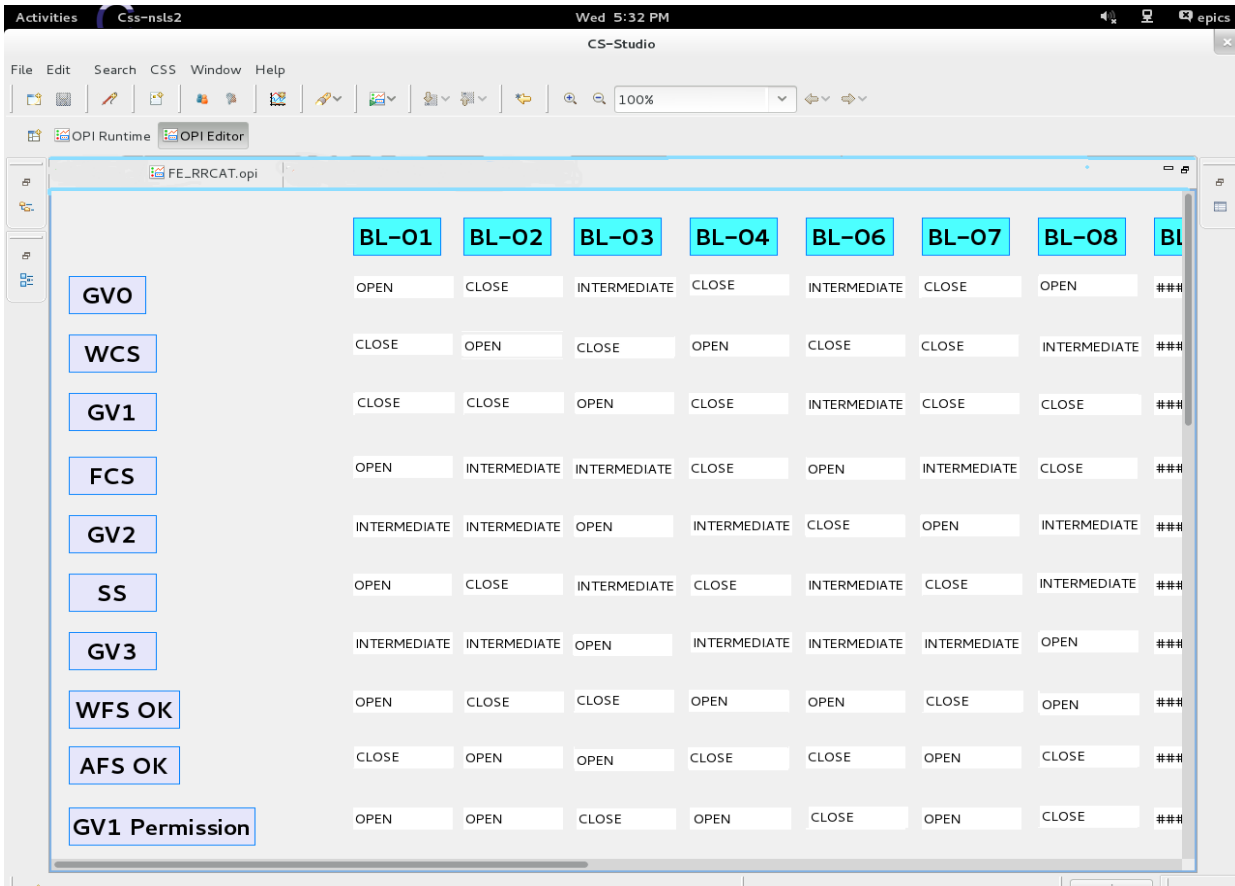 Activities Css-nsls2 Wed 5:32 PM epics
CS-Studio
File Edit Search CSS Window Help
100%
OPI Runtime OPI Editor
FE_RRCAT.opi
BL-01 BL-02 BL-03 BL-04 BL-06 BL-07 BL-08 BL
GV0 OPEN CLOSE INTERMEDIATE CLOSE INTERMEDIATE CLOSE OPEN ###
WCS CLOSE OPEN CLOSE OPEN CLOSE CLOSE INTERMEDIATE ###
GV1 CLOSE CLOSE OPEN CLOSE INTERMEDIATE CLOSE CLOSE ###
FCS OPEN INTERMEDIATE INTERMEDIATE CLOSE OPEN INTERMEDIATE CLOSE ###
GV2 INTERMEDIATE INTERMEDIATE OPEN INTERMEDIATE CLOSE OPEN INTERMEDIATE ###
SS OPEN CLOSE INTERMEDIATE CLOSE INTERMEDIATE CLOSE INTERMEDIATE ###
GV3 INTERMEDIATE INTERMEDIATE OPEN INTERMEDIATE INTERMEDIATE INTERMEDIATE OPEN ###
WFS OK OPEN CLOSE CLOSE OPEN OPEN CLOSE OPEN ###
AFS OK CLOSE OPEN OPEN CLOSE CLOSE OPEN CLOSE ###
GV1 Permission OPEN OPEN CLOSE OPEN CLOSE OPEN CLOSE ###